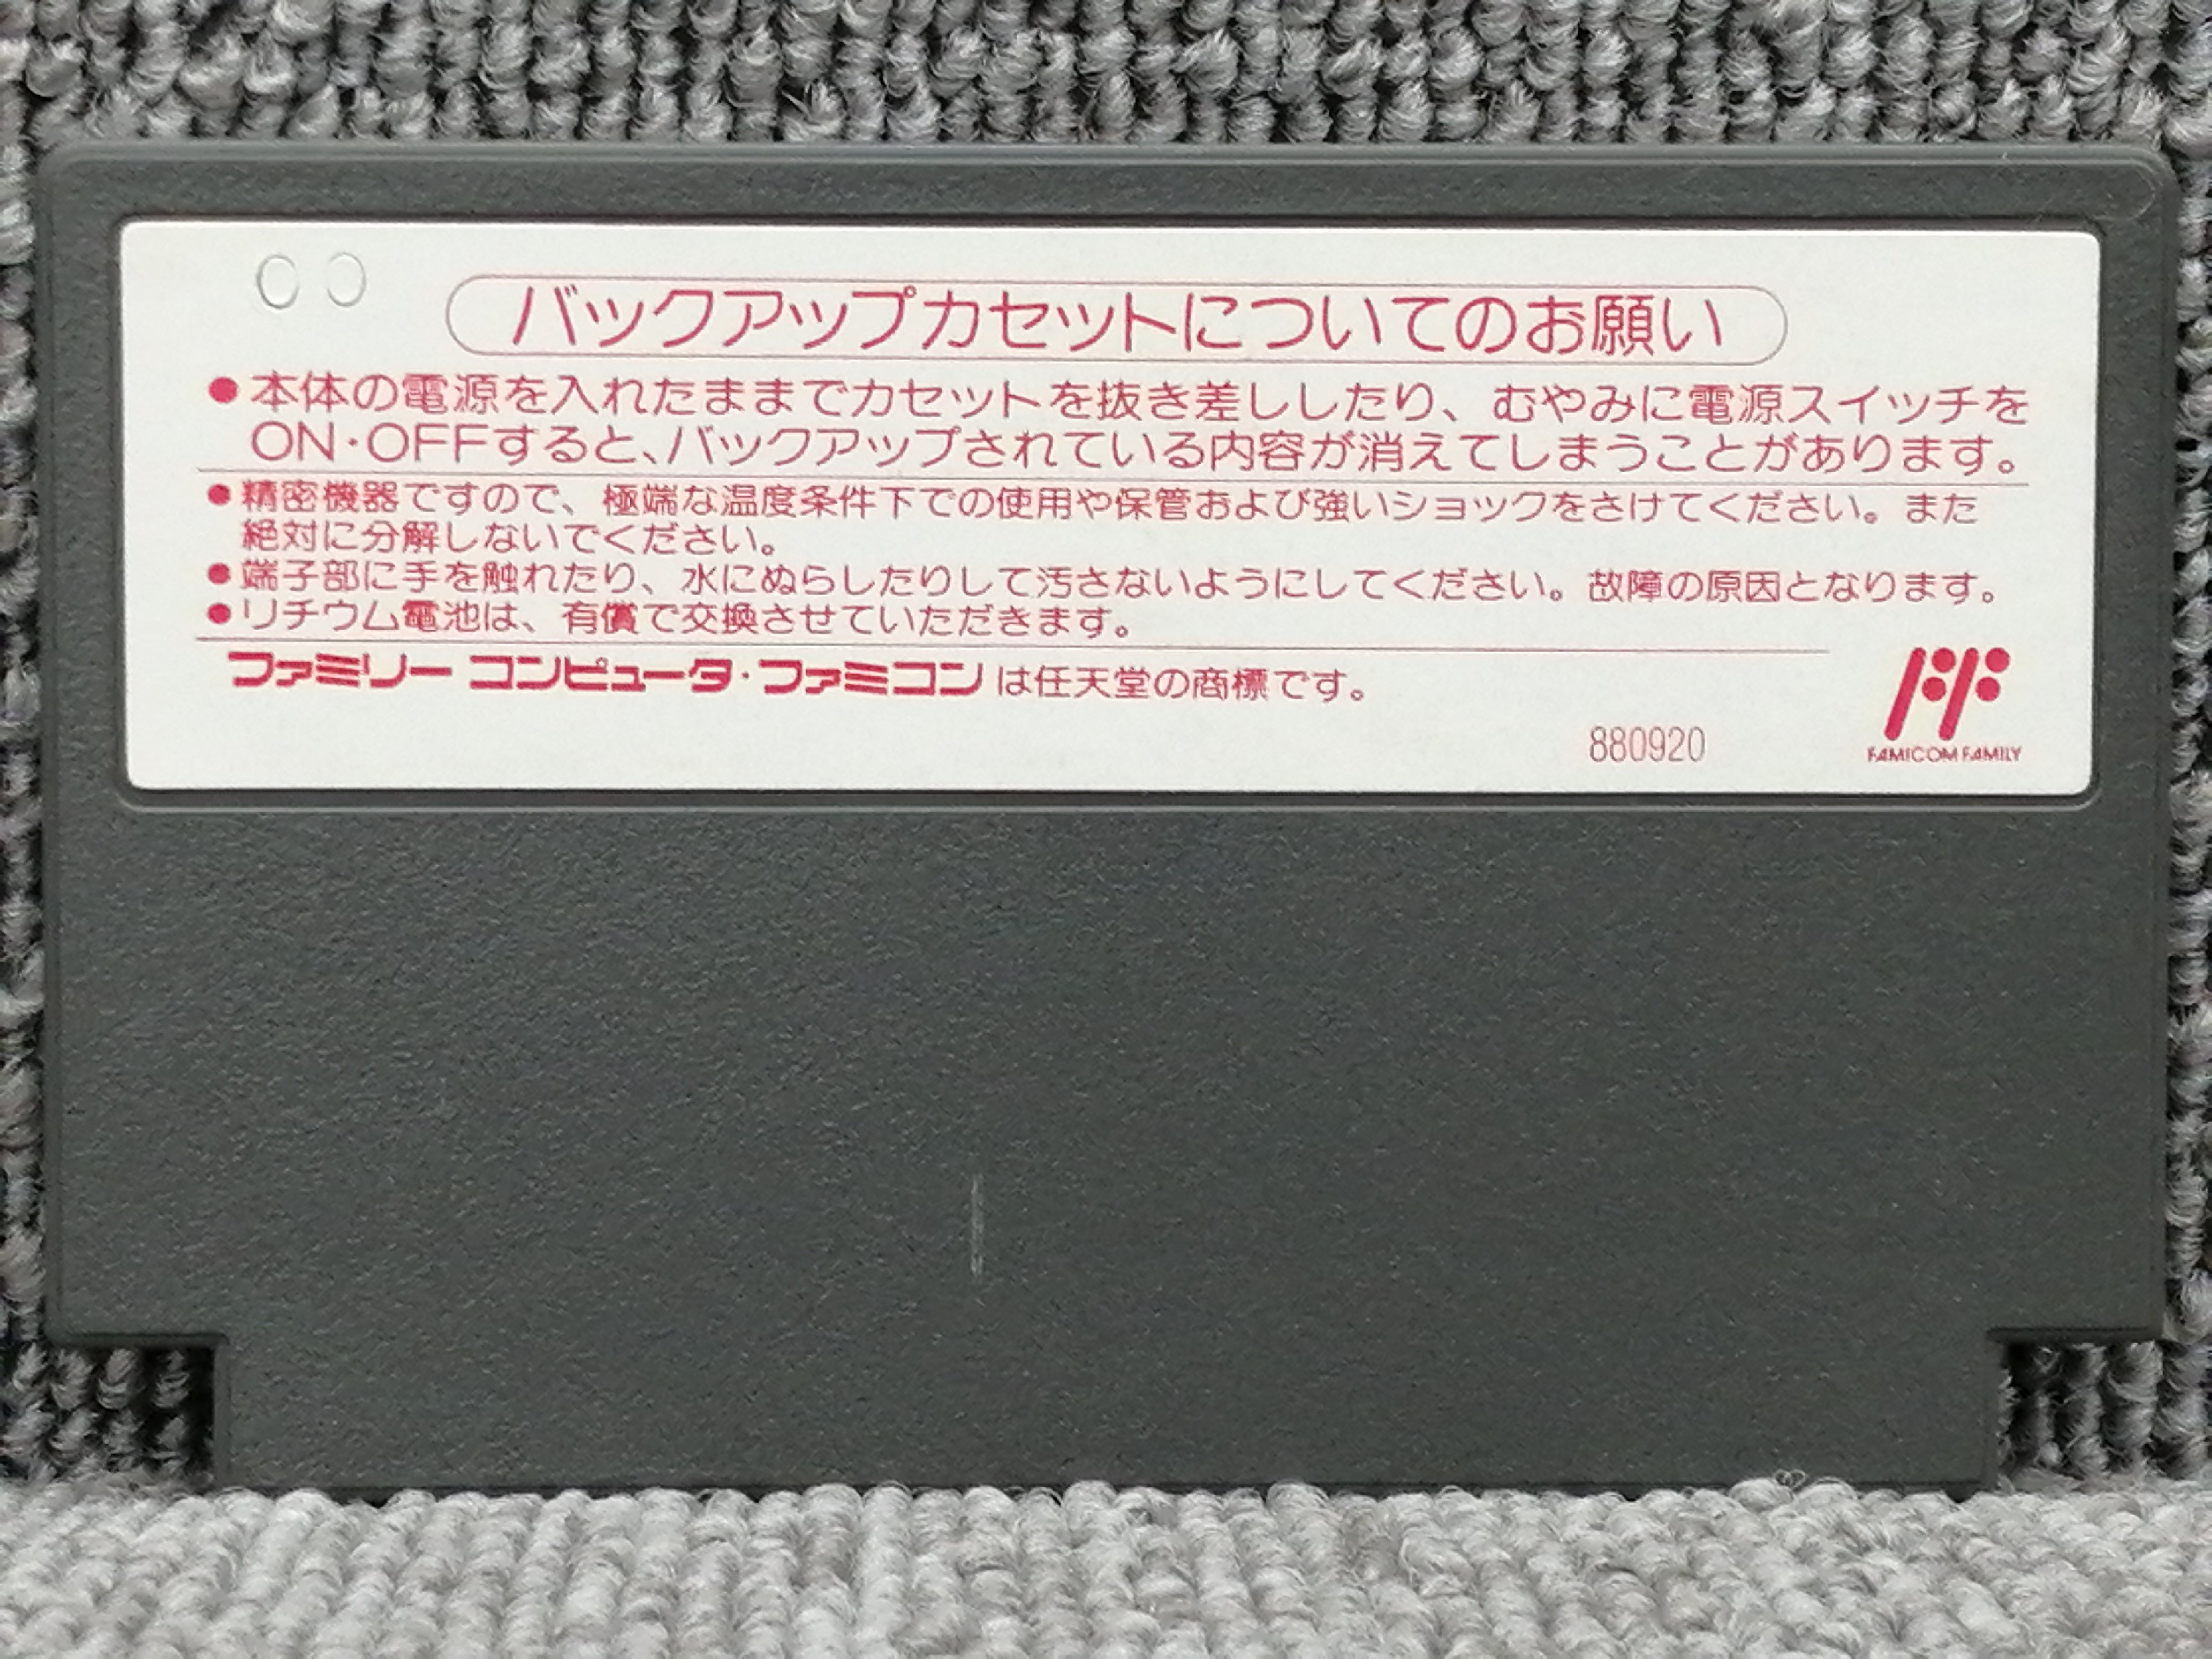 バックアップカセットについてのお願い
●本体の電源を入れたままでカセットを抜き差ししたり、むやみに電源スイッチを
ON・OFFすると、バックアップされている内容が消えてしまうことがあります。
●精密機器ですので、極端な温度条件下での使用や保管および強いショックをさけてください。また
絶対に分解しないでください。
●端子部に手を触れたり、水にぬらしたりして汚さないようにしてください。故障の原因となります。
●リチウム電池は、有償で交換させていただきます。
ファミリーコンピュータ・ファミコンは任天堂の商標です。
880920
FAMICOM FAMILY